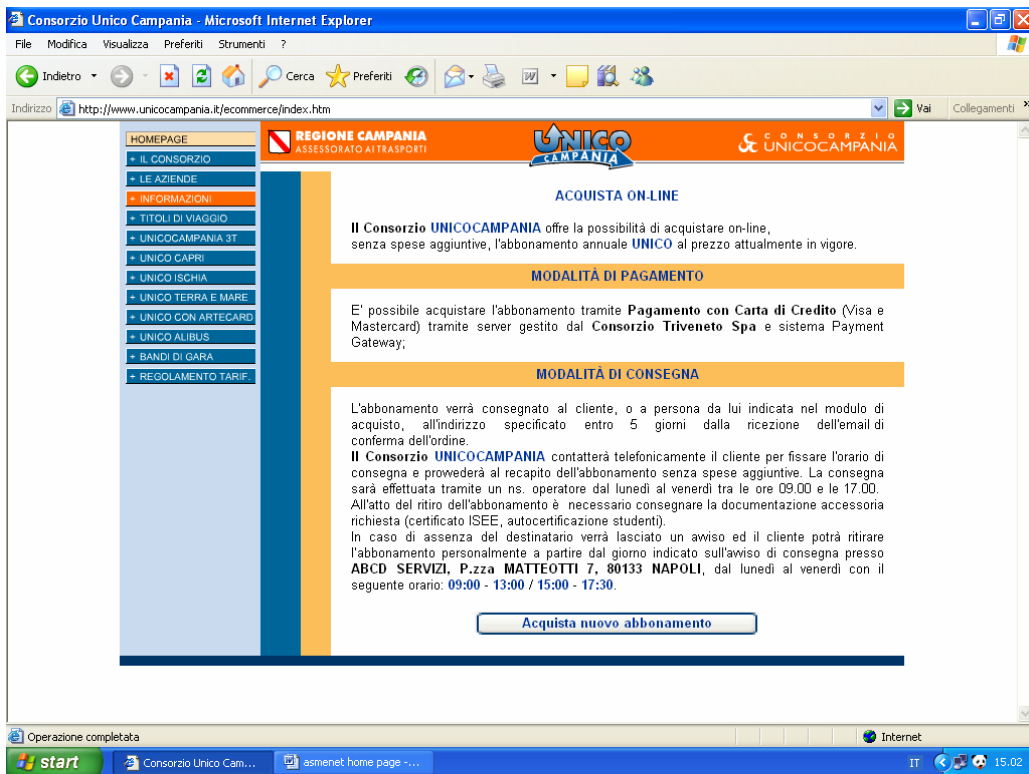 Consorzio Unico Campania - Microsoft Internet Explorer
File Modifica Visualizza Preferiti Strumenti ?
Indietro Cerca Preferiti
Indirizzo http://www.unicocampania.it/ecommerce/index.htm Vai Collegamenti »
HOMEPAGE
+ IL CONSORZIO
+ LE AZIENDE
+ INFORMAZIONI
+ TITOLI DI VIAGGIO
+ UNICOCAMPANIA 3T
+ UNICO CAPRI
+ UNICO ISCHIA
+ UNICO TERRA E MARE
+ UNICO CON ARTECARD
+ UNICO ALIBUS
+ BANDI DI GARA
+ REGOLAMENTO TARIF.
REGIONE CAMPANIA
ASSESSORATO AI TRASPORTI
UNICO
CAMPANIA
CONSORZIO
UNICOCAMPANIA
ACQUISTA ON-LINE
Il Consorzio UNICOCAMPANIA offre la possibilità di acquistare on-line,
senza spese aggiuntive, l'abbonamento annuale UNICO al prezzo attualmente in vigore.
MODALITÀ DI PAGAMENTO
E' possibile acquistare l'abbonamento tramite Pagamento con Carta di Credito (Visa e
Mastercard) tramite server gestito dal Consorzio Triveneto Spa e sistema Payment
Gateway;
MODALITÀ DI CONSEGNA
L'abbonamento verrà consegnato al cliente, o a persona da lui indicata nel modulo di
acquisto, all'indirizzo specificato entro 5 giorni dalla ricezione dell'email di
conferma dell'ordine.
Il Consorzio UNICOCAMPANIA contatterà telefonicamente il cliente per fissare l'orario di
consegna e provvederà al recapito dell'abbonamento senza spese aggiuntive. La consegna
sarà effettuata tramite un ns. operatore dal lunedì al venerdì tra le ore 09.00 e le 17.00.
All'atto del ritiro dell'abbonamento è necessario consegnare la documentazione accessoria
richiesta (certificato ISEE, autocertificazione studenti).
In caso di assenza del destinatario verrà lasciato un avviso ed il cliente potrà ritirare
l'abbonamento personalmente a partire dal giorno indicato sull'avviso di consegna presso
ABCD SERVIZI, P.zza MATTEOTTI 7, 80133 NAPOLI, dal lunedì al venerdì con il
seguente orario: 09:00 - 13:00 / 15:00 - 17:30.
Acquista nuovo abbonamento
Operazione completata Internet
start Consorzio Unico Cam... asmenet home page -... IT 15.02